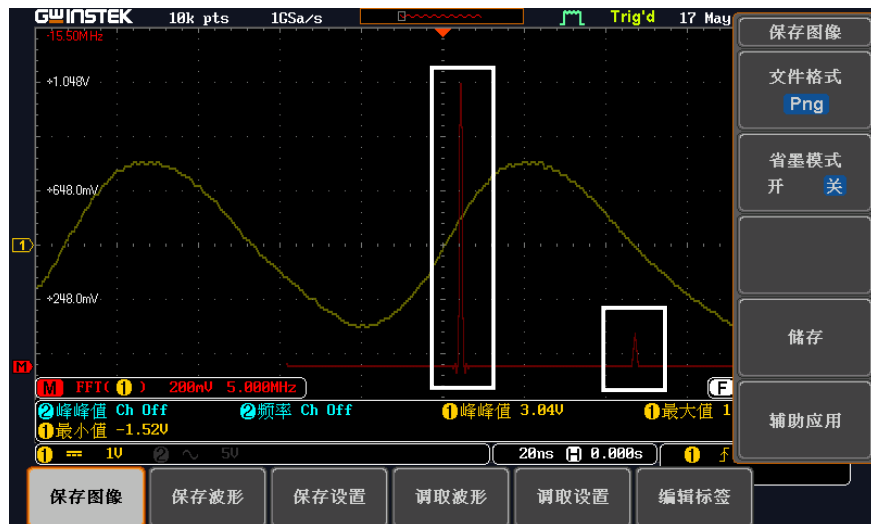 GWINSTEK 10k pts 1GSa/s Trig'd 17 May
-15.50MHz
+1.048V
+648.0mV
1
+248.0mV
M
M FFT( 1 ) 200mV 5.000MHz
F
2 峰峰值 Ch Off 2 频率 Ch Off 1 峰峰值 3.04V 1 最大值 1
1 最小值 -1.52V
1 1V 2 5V 20ns H 0.000s 1
保存图像 保存波形 保存设置 调取波形 调取设置 编辑标签
保存图像
文件格式
Png
省墨模式
开 关
储存
辅助应用